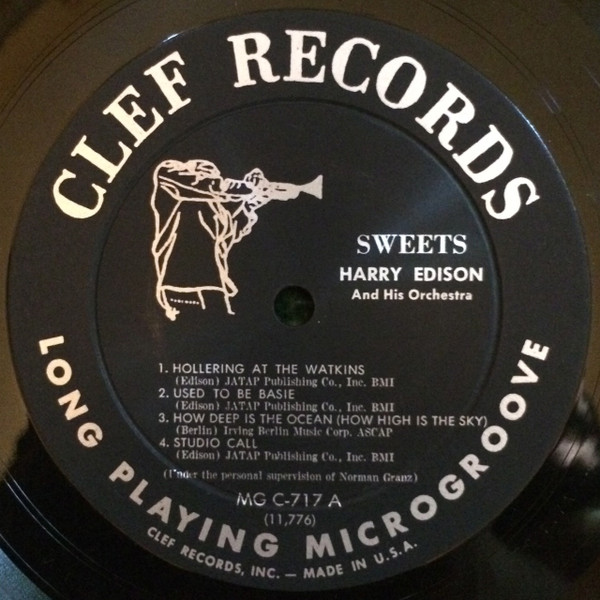 CLEF RECORDS
SWEETS
HARRY EDISON
And His Orchestra
1. HOLLERING AT THE WATKINS
(Edison) JATAP Publishing Co., Inc. BMI
2. USED TO BE BASIE
(Edison) JATAP Publishing Co., Inc. BMI
3. HOW DEEP IS THE OCEAN (HOW HIGH IS THE SKY)
(Berlin) Irving Berlin Music Corp. ASCAP
4. STUDIO CALL
(Edison) JATAP Publishing Co., Inc. BMI
(Under the personal supervision of Norman Granz)
MG C-717 A
(11,776)
LONG PLAYING MICROGROOVE
CLEF RECORDS, INC. — MADE IN U.S.A.